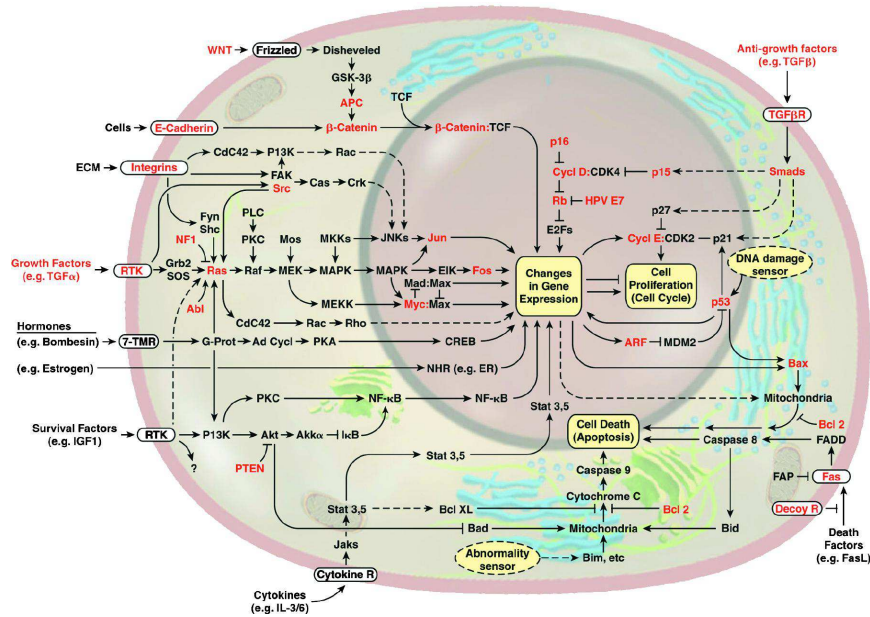 WNT
Frizzled
Disheveled
GSK-3β
APC
β-Catenin
TCF
β-Catenin:TCF
Cells
E-Cadherin
ECM
Integrins
CdC42
P13K
Rac
FAK
Src
Cas
Crk
Fyn
Shc
NF1
PLC
PKC
Mos
MKKs
JNKs
Jun
Growth Factors
(e.g. TGFα)
RTK
Grb2
SOS
Ras
Raf
MEK
MAPK
MAPK
ElK
Fos
Abl
MEKK
Mad:Max
Myc:Max
CdC42
Rac
Rho
Hormones
(e.g. Bombesin)
7-TMR
G-Prot
Ad Cycl
PKA
CREB
(e.g. Estrogen)
NHR (e.g. ER)
PKC
NF-κB
NF-κB
Survival Factors
(e.g. IGF1)
RTK
P13K
Akt
Akkα
IκB
?
PTEN
Stat 3,5
Stat 3,5
Stat 3,5
Bcl XL
Bad
Jaks
Cytokine R
Cytokines
(e.g. IL-3/6)
Abnormality
sensor
Bim, etc
Mitochondria
Cytochrome C
Caspase 9
Cell Death
(Apoptosis)
Bcl 2
Bid
Caspase 8
FADD
Bcl 2
Mitochondria
Bax
FAP
Fas
Decoy R
Death
Factors
(e.g. FasL)
Anti-growth factors
(e.g. TGFβ)
TGFβR
Smads
p16
Cycl D:CDK4
p15
Rb
HPV E7
E2Fs
p27
Cycl E:CDK2
p21
DNA damage
sensor
Changes
in Gene
Expression
Cell
Proliferation
(Cell Cycle)
p53
ARF
MDM2